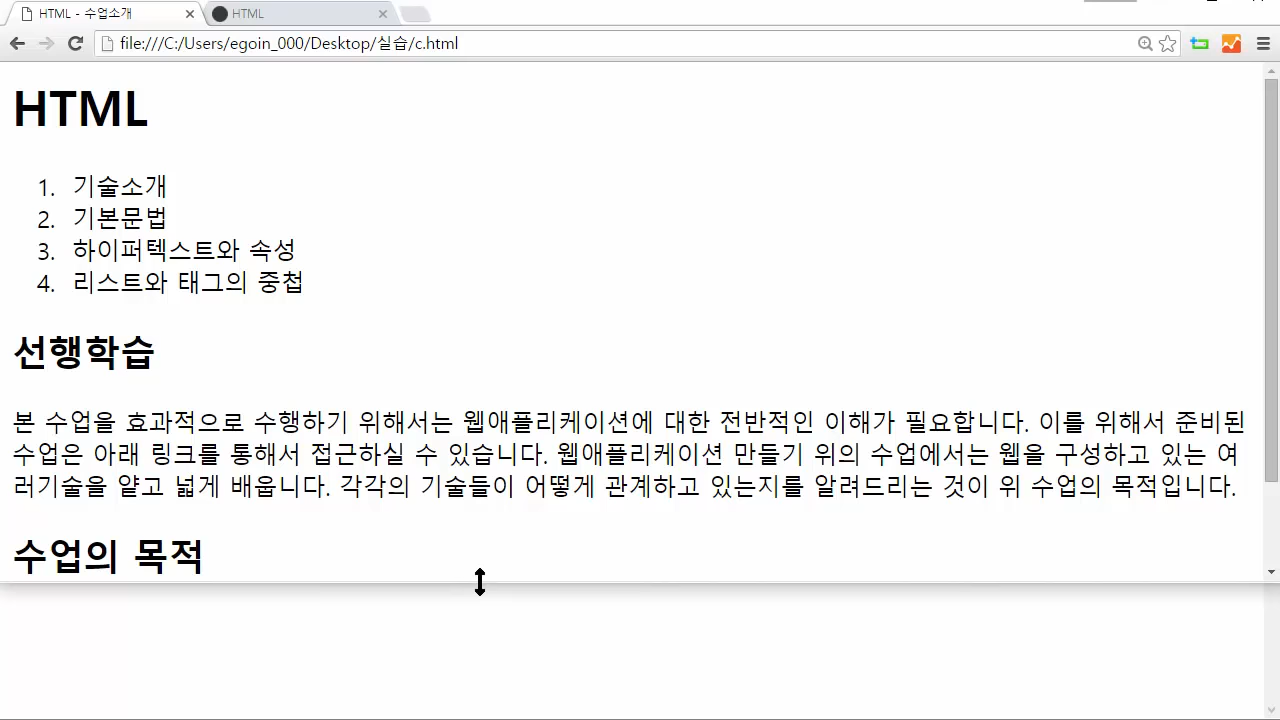 HTML - 수업소개
HTML
file:///C:/Users/egoin_000/Desktop/실습/c.html
HTML
1. 기술소개
2. 기본문법
3. 하이퍼텍스트와 속성
4. 리스트와 태그의 중첩
선행학습
본 수업을 효과적으로 수행하기 위해서는 웹애플리케이션에 대한 전반적인 이해가 필요합니다. 이를 위해서 준비된
수업은 아래 링크를 통해서 접근하실 수 있습니다. 웹애플리케이션 만들기 위의 수업에서는 웹을 구성하고 있는 여
러기술을 얕고 넓게 배웁니다. 각각의 기술들이 어떻게 관계하고 있는지를 알려드리는 것이 위 수업의 목적입니다.
수업의 목적